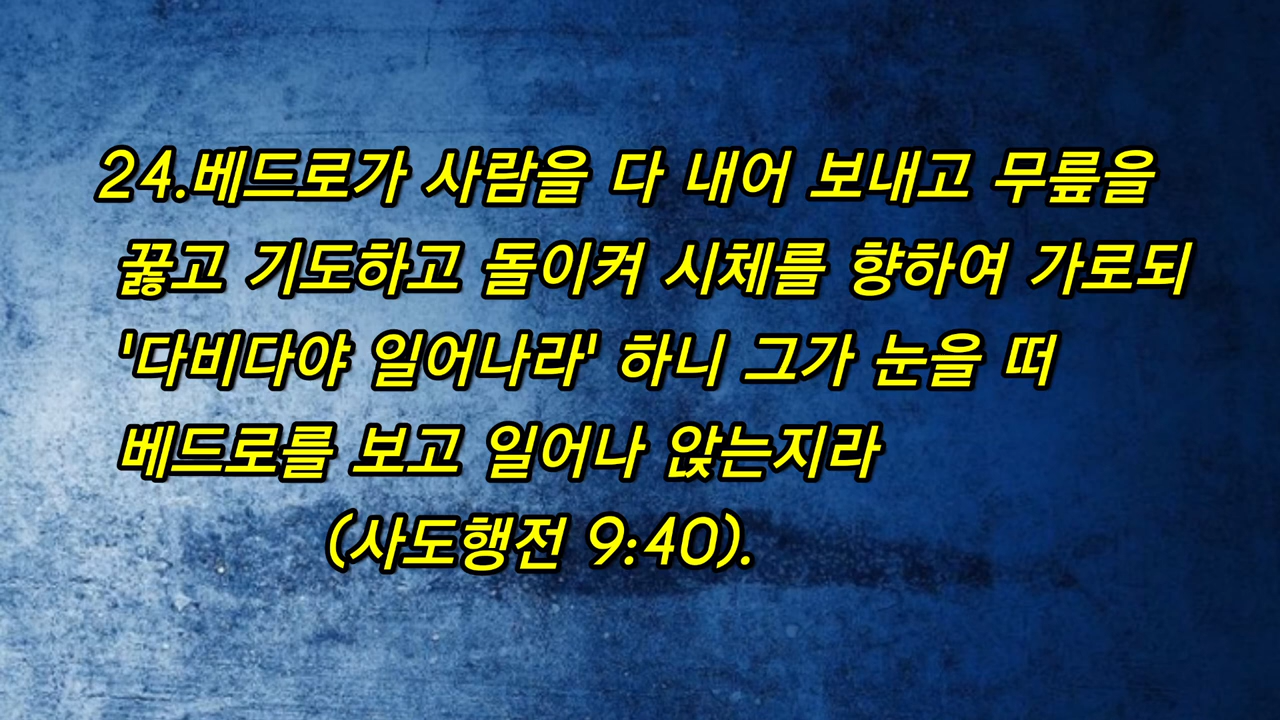 24.베드로가 사람을 다 내어 보내고 무릎을
꿇고 기도하고 돌이켜 시체를 향하여 가로되
'다비다야 일어나라' 하니 그가 눈을 떠
베드로를 보고 일어나 앉는지라
(사도행전 9:40).